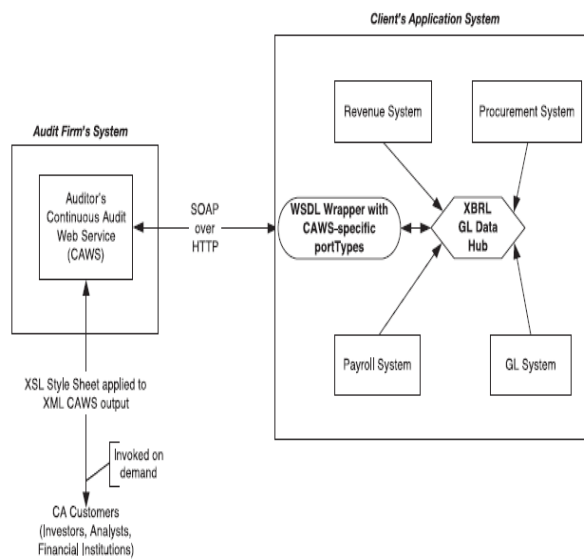 Client's Application System
Revenue System
Procurement System
Audit Firm's System
Auditor's
Continuous Audit
Web Service
(CAWS)
SOAP
over
HTTP
WSDL Wrapper with
CAWS-specific
portTypes
XBRL
GL Data
Hub
Payroll System
GL System
XSL Style Sheet applied to
XML CAWS output
Invoked on
demand
CA Customers
(Investors, Analysts,
Financial Institutions)